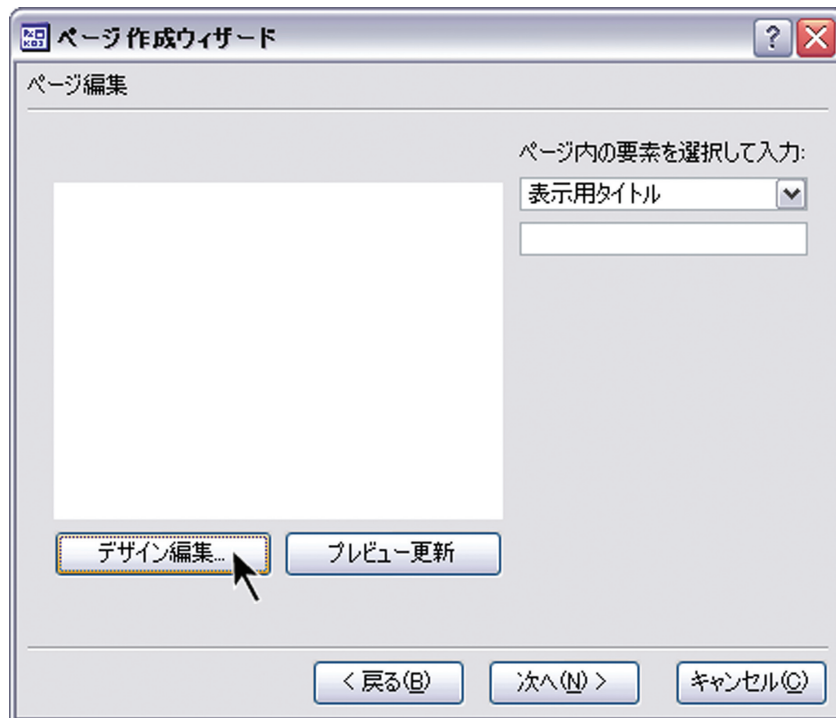 ページ作成ウィザード
ページ編集
ページ内の要素を選択して入力:
表示用タイトル
デザイン編集...
プレビュー更新
< 戻る(B)
次へ(N) >
キャンセル(C)